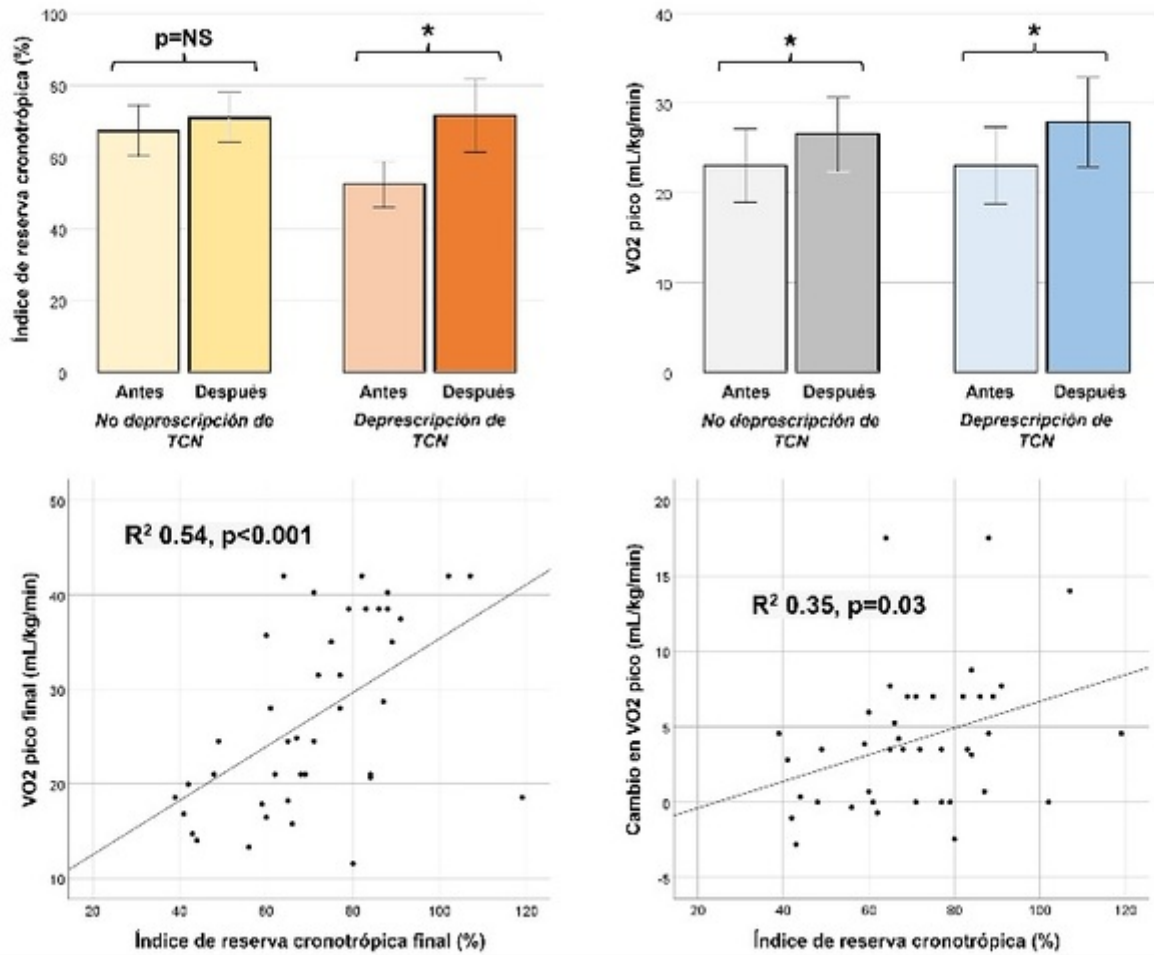 100
80
60
40
20
0
Índice de reserva cronotrópica (%)
p=NS
*
Antes
Después
Antes
Después
No deprescripción de
TCN
Deprescripción de
TCN
40
30
20
10
0
VO2 pico (mL/kg/min)
*
*
Antes
Después
Antes
Después
No deprescripción de
TCN
Deprescripción de
TCN
50
40
30
20
10
VO2 pico final (mL/kg/min)
R² 0.54, p<0.001
20
40
60
80
100
120
Índice de reserva cronotrópica final (%)
20
15
10
5
0
-5
Cambio en VO2 pico (mL/kg/min)
R² 0.35, p=0.03
20
40
60
80
100
120
Índice de reserva cronotrópica (%)